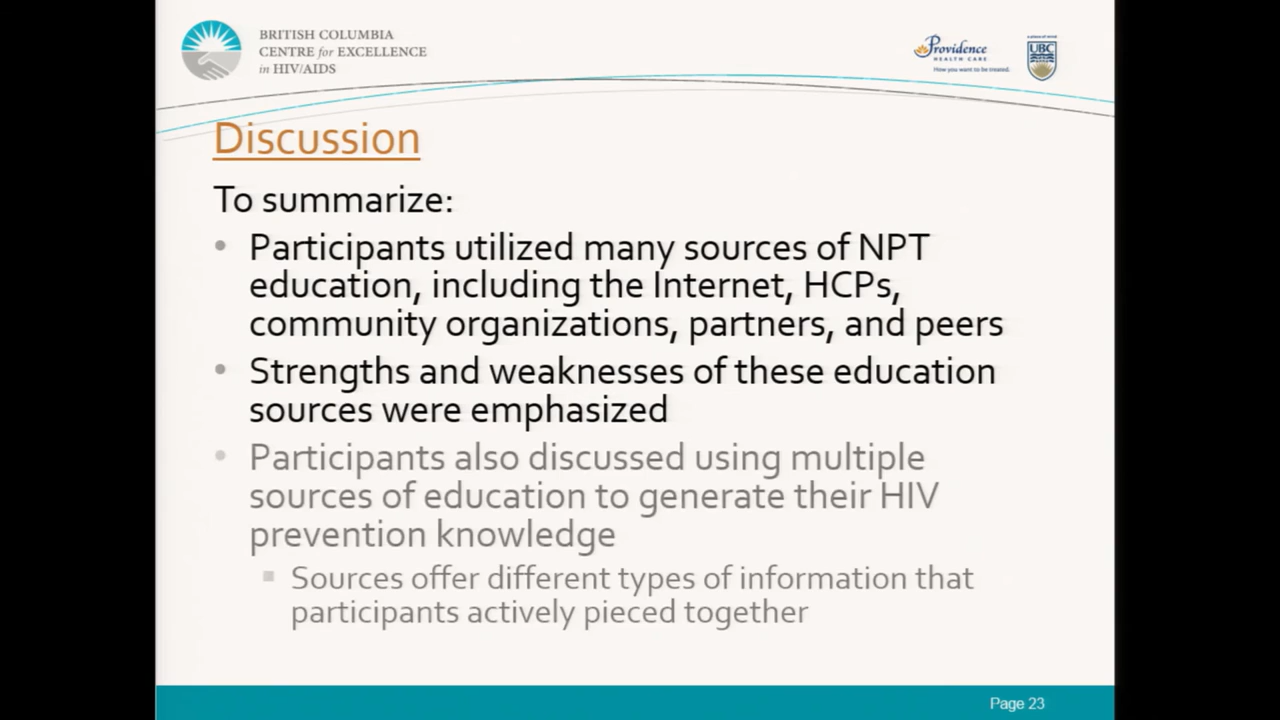 BRITISH COLUMBIA
CENTRE for EXCELLENCE
in HIV/AIDS
Providence
HEALTH CARE
How you want to be treated.
UBC
Discussion
To summarize:
• Participants utilized many sources of NPT
education, including the Internet, HCPs,
community organizations, partners, and peers
• Strengths and weaknesses of these education
sources were emphasized
• Participants also discussed using multiple
sources of education to generate their HIV
prevention knowledge
▪ Sources offer different types of information that
participants actively pieced together
Page 23